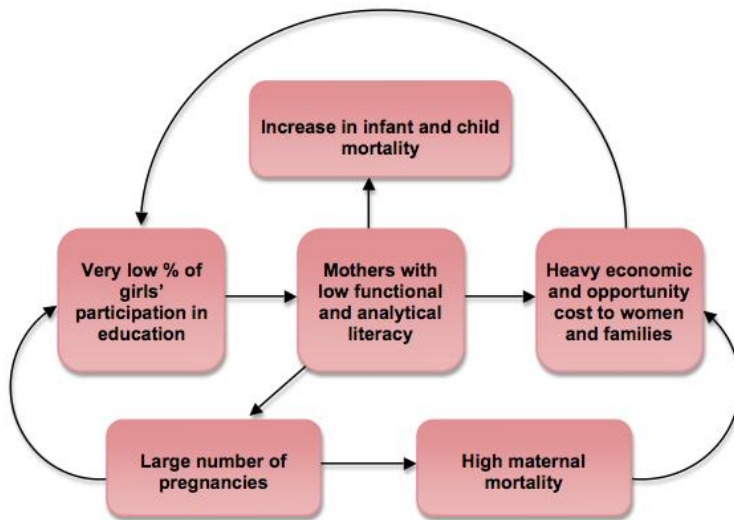 Increase in infant and child
mortality
Very low % of
girls’
participation in
education
Mothers with
low functional
and analytical
literacy
Heavy economic
and opportunity
cost to women
and families
Large number of
pregnancies
High maternal
mortality